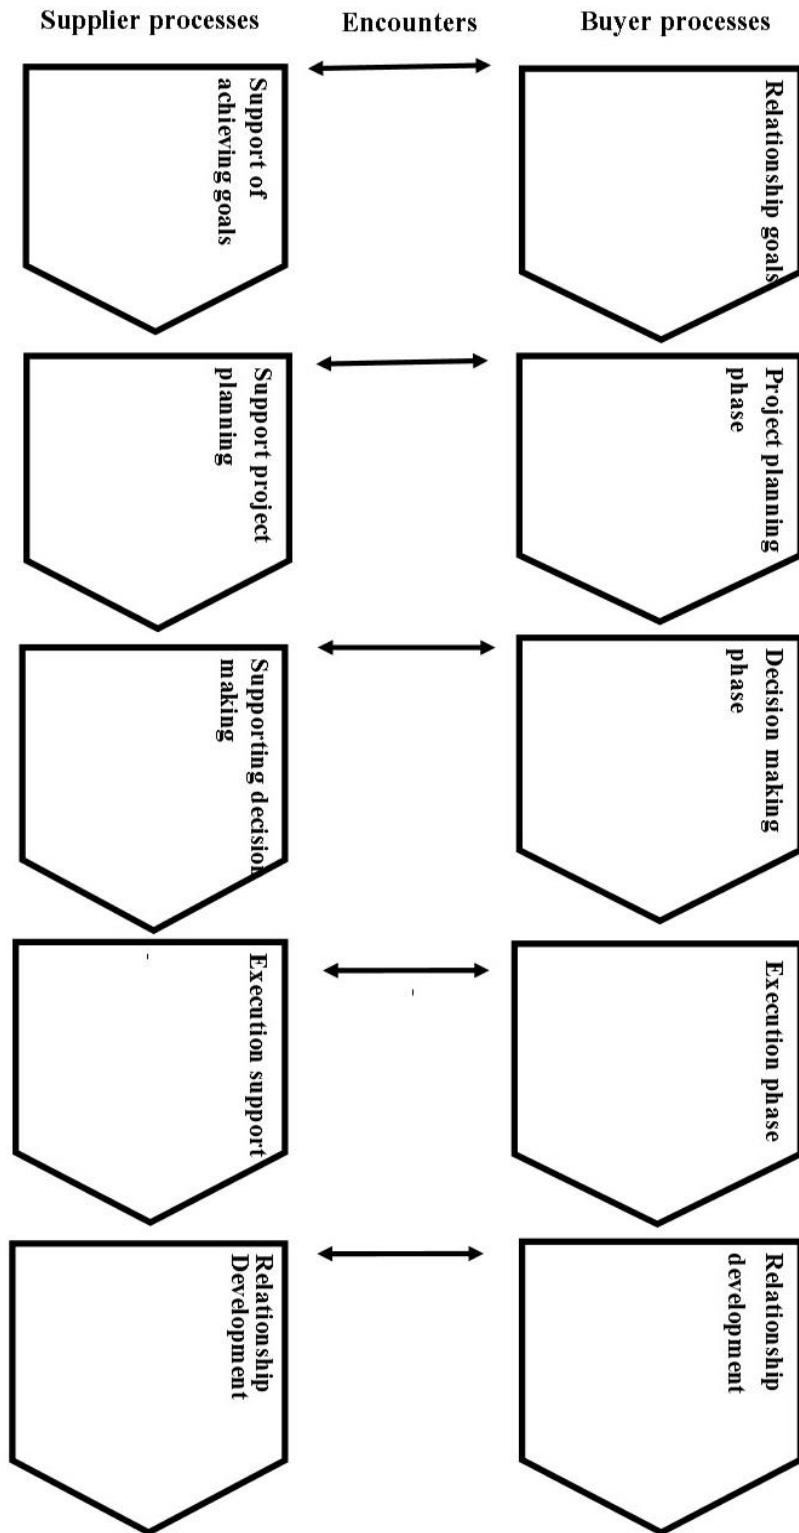 Supplier processes
Encounters
Buyer processes
Support of
achieving goals
Relationship goals
Support project
planning
Project planning
phase
Supporting decision
making
Decision making
phase
-
Execution support
-
Execution phase
Relationship
Development
Relationship
development